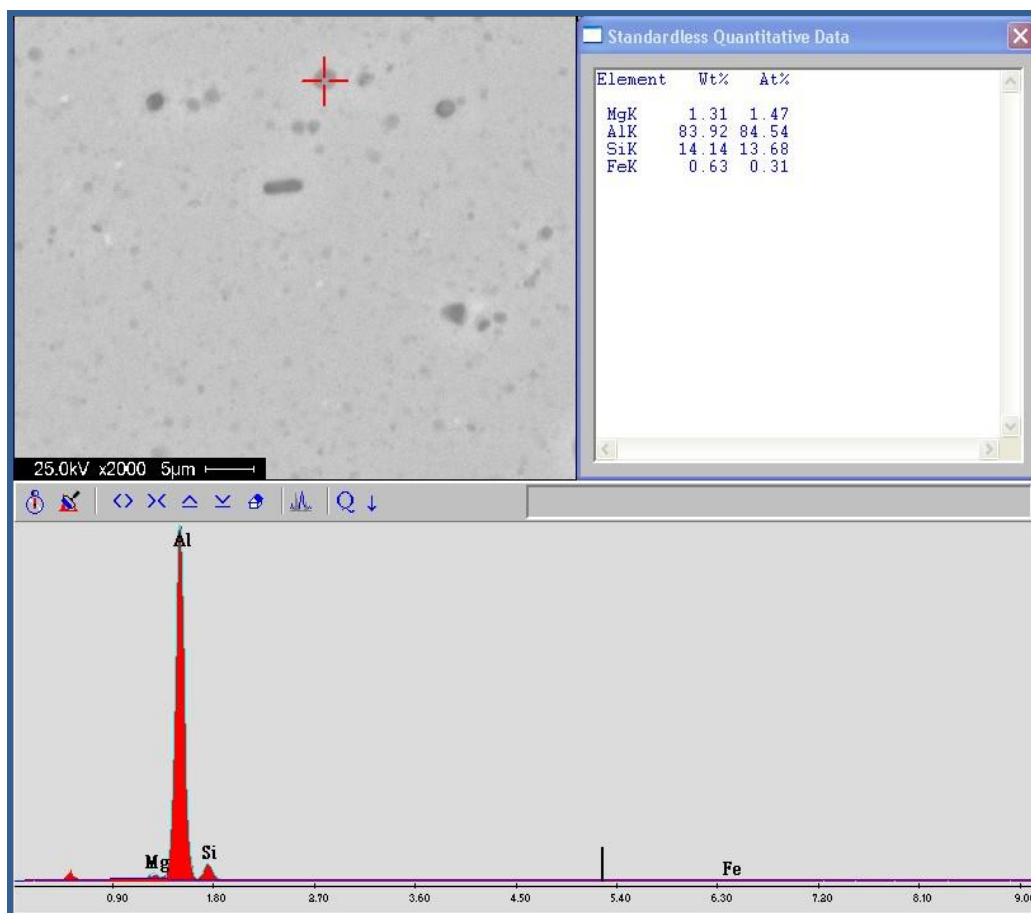 Standardless Quantitative Data
Element Wt% At%
MgK 1.31 1.47
AlK 83.92 84.54
SiK 14.14 13.68
FeK 0.63 0.31
25.0kV x2000 5µm
Q
Al
Mg
Si
Fe
0.90 1.80 2.70 3.60 4.50 5.40 6.30 7.20 8.10 9.00